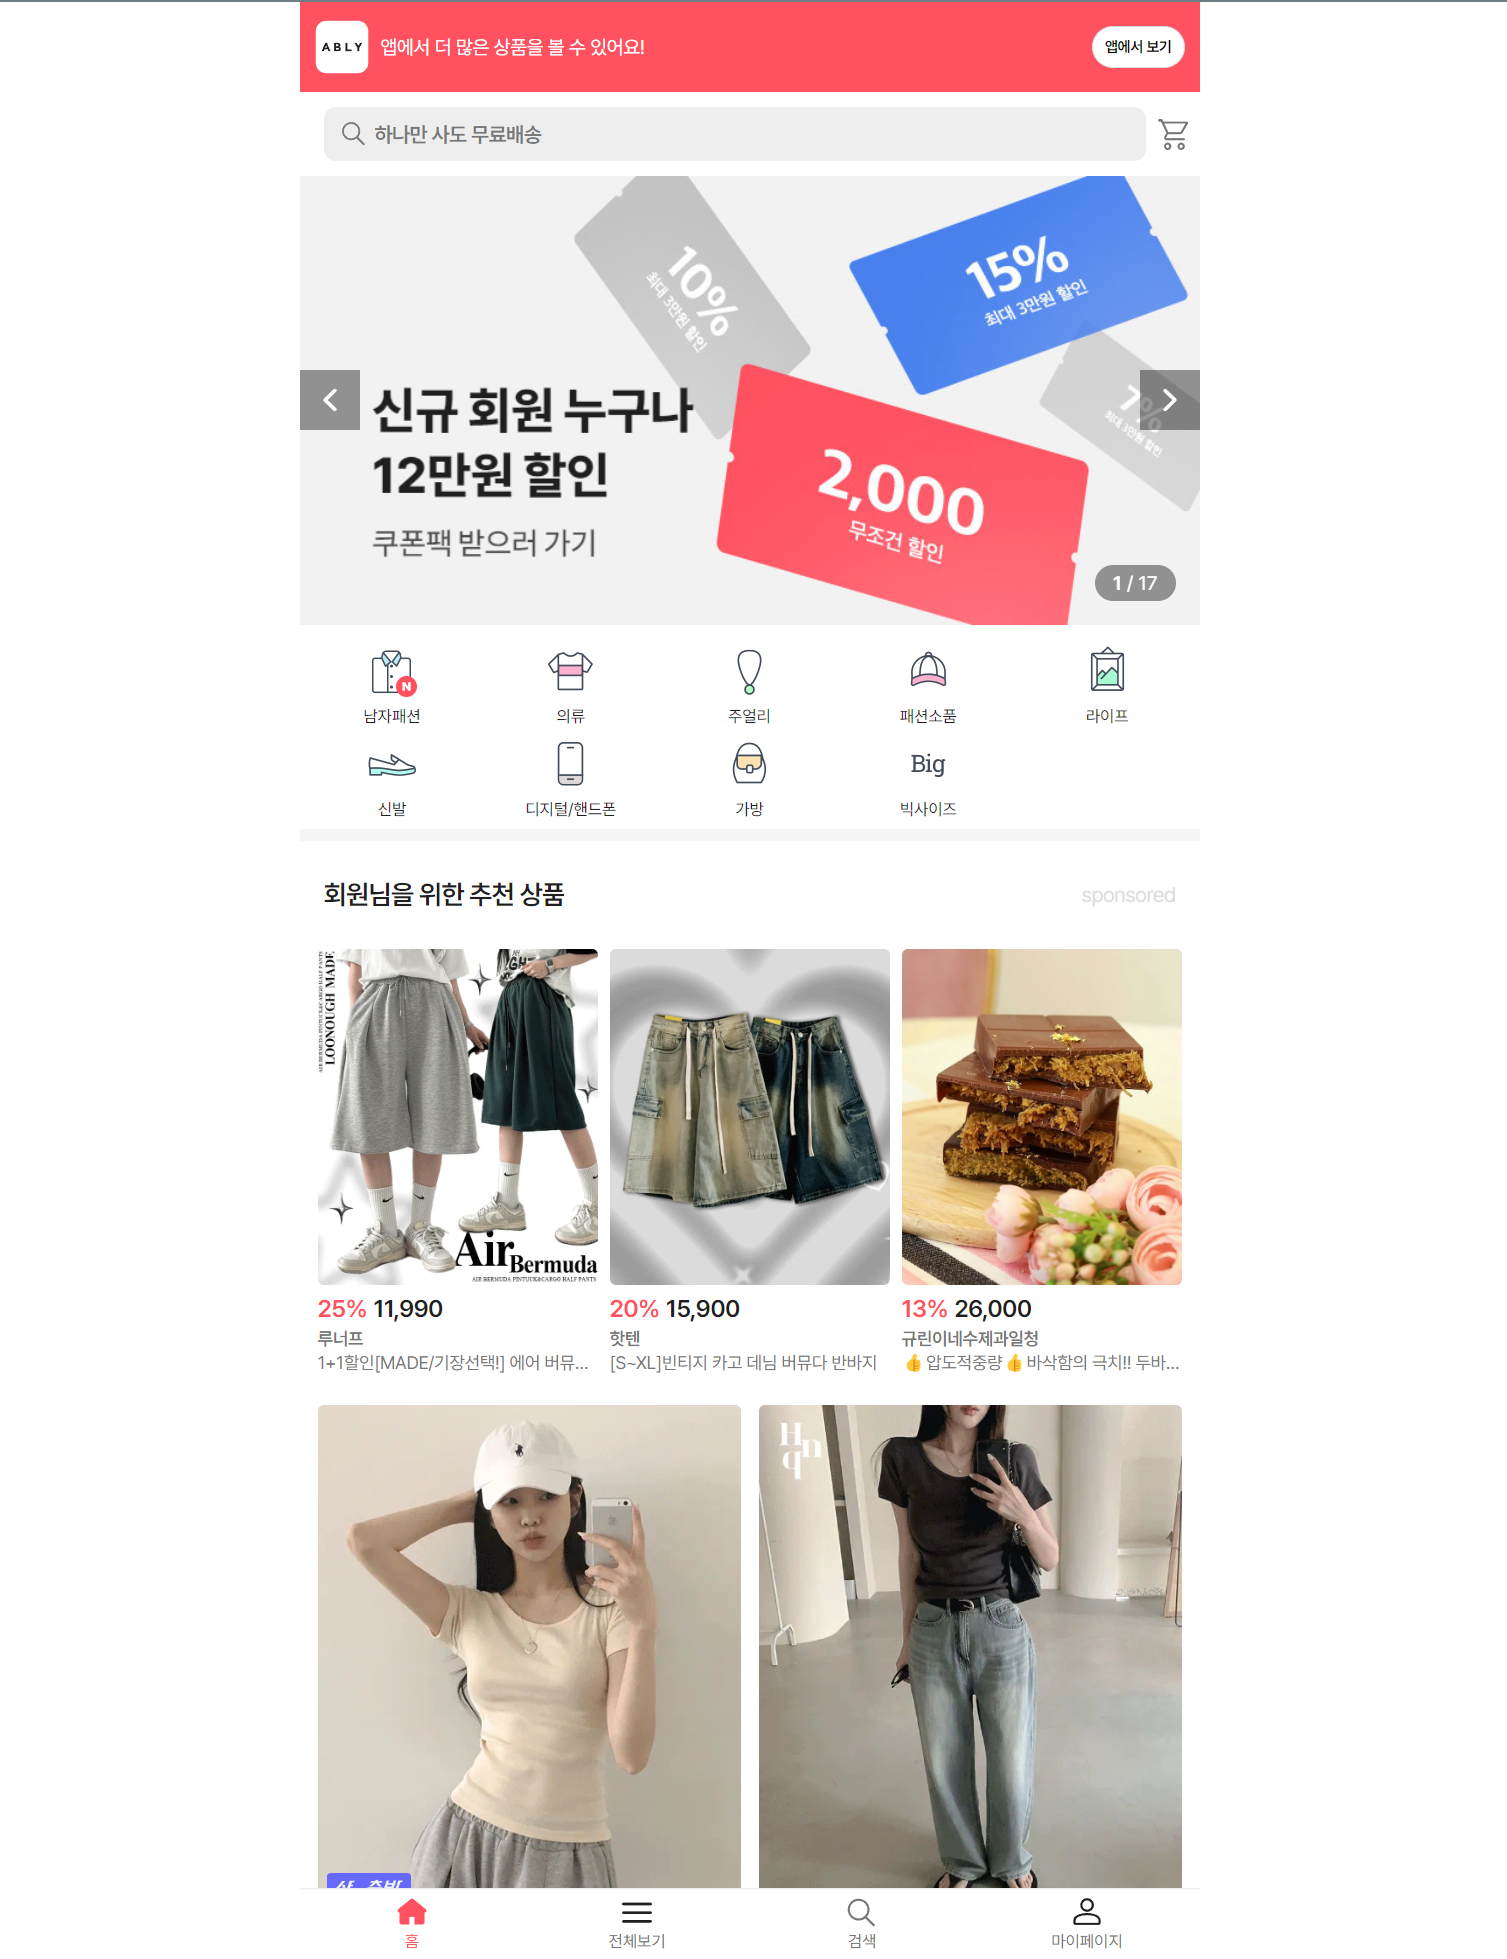 ABLY
앱에서 더 많은 상품을 볼 수 있어요!
앱에서 보기
하나만 사도 무료배송
10%
최대 3만원 할인
15%
최대 3만원 할인
7%
최대 3만원 할인
신규 회원 누구나
12만원 할인
쿠폰팩 받으러 가기
2,000
무조건 할인
1 / 17
N
남자패션
의류
주얼리
패션소품
라이프
Big
신발
디지털/핸드폰
가방
빅사이즈
회원님을 위한 추천 상품
sponsored
LOONOUGH MADE
AIR BERMUDA PINTUCK&CARGO HALF PANTS
Air Bermuda
AIR BERMUDA PINTUCK&CARGO HALF PANTS
25% 11,990
루너프
1+1할인[MADE/기장선택!] 에어 버뮤...
20% 15,900
핫텐
[S~XL]빈티지 카고 데님 버뮤다 반바지
13% 26,000
규린이네수제과일청
👍압도적중량👍바삭함의 극치!! 두바...
홈
전체보기
검색
마이페이지